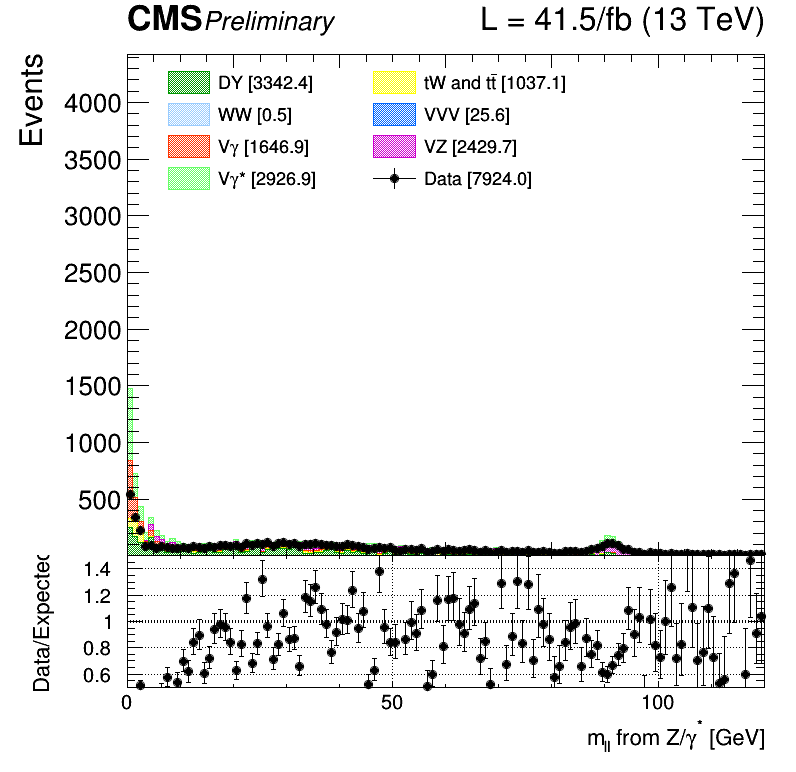 CMS Preliminary L = 41.5/fb (13 TeV)
Events
DY [3342.4] tW and tt̄ [1037.1]
WW [0.5] VVV [25.6]
Vγ [1646.9] VZ [2429.7]
Vγ* [2926.9] Data [7924.0]
4000
3500
3000
2500
2000
1500
1000
500
Data/Expected
1.4
1.2
1
0.8
0.6
0 50 100
m_ll from Z/γ* [GeV]